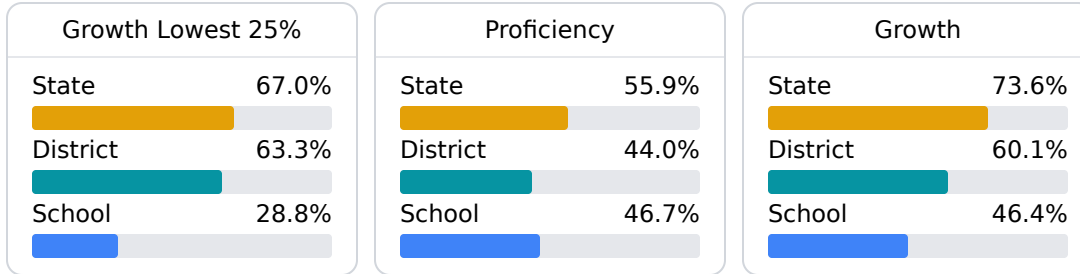 Growth Lowest 25%
State 67.0%
District 63.3%
School 28.8%
Proficiency
State 55.9%
District 44.0%
School 46.7%
Growth
State 73.6%
District 60.1%
School 46.4%